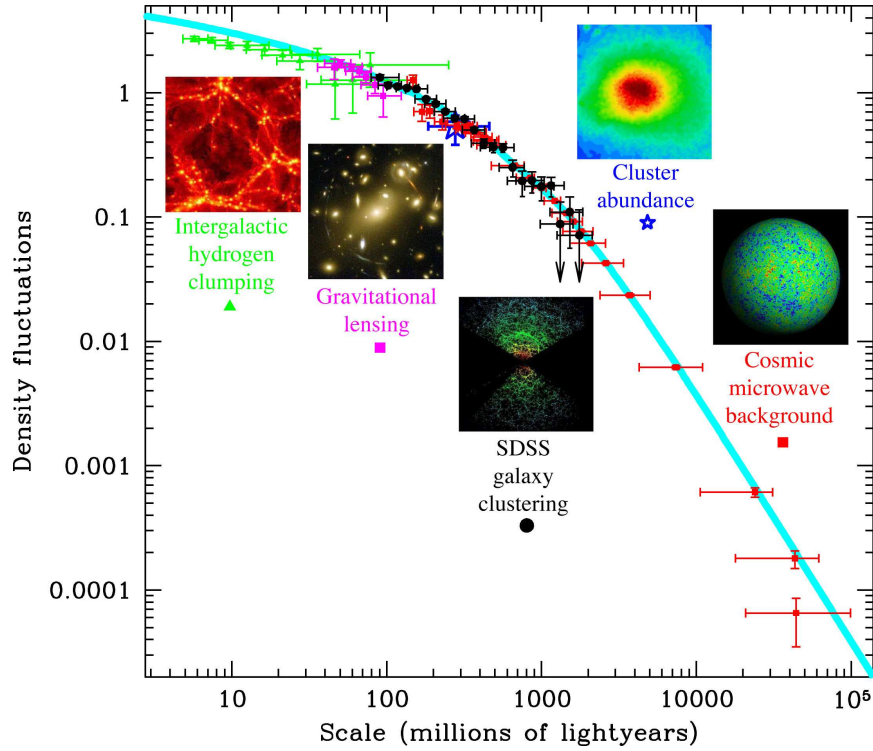 Density fluctuations
1
0.1
0.01
0.001
0.0001
Intergalactic
hydrogen
clumping
Gravitational
lensing
Cluster
abundance
SDSS
galaxy
clustering
Cosmic
microwave
background
10
100
1000
10000
10⁵
Scale (millions of lightyears)